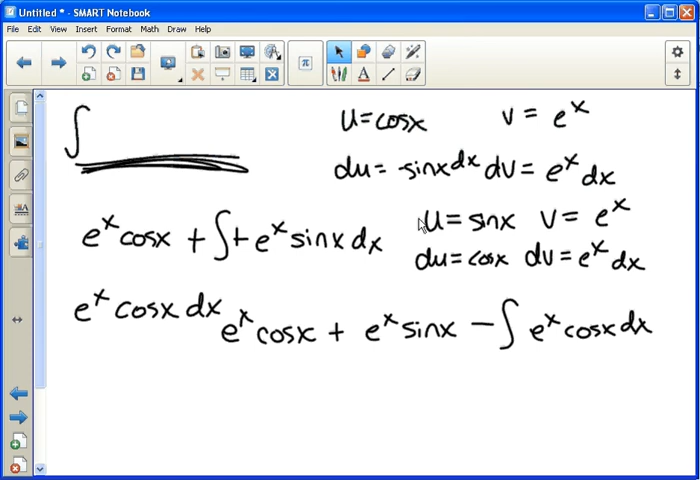 Untitled * - SMART Notebook
File Edit View Insert Format Math Draw Help
π
A
∫
u = cosx v = e^x
du = -sinx dx dv = e^x dx
e^x cosx + ∫ + e^x sinx dx
u = sinx v = e^x
du = cosx dv = e^x dx
e^x cosx dx
e^x cosx + e^x sinx - ∫ e^x cosx dx